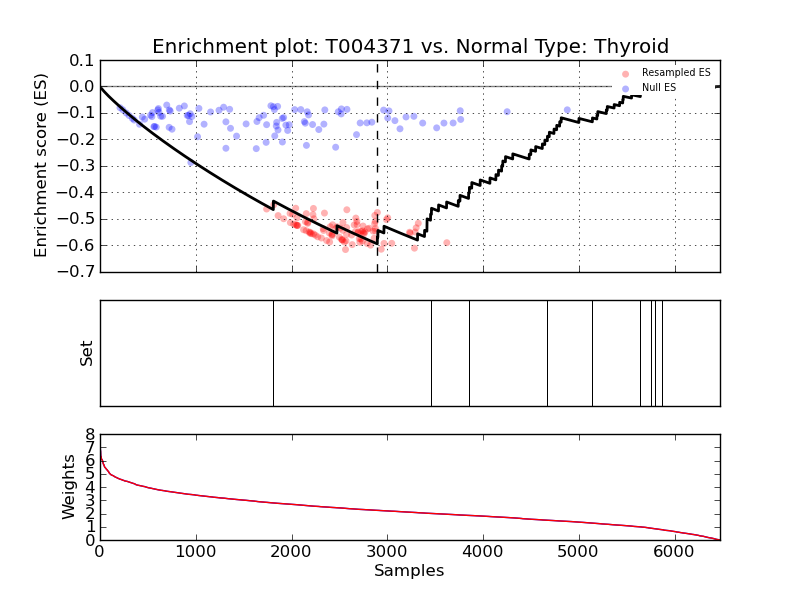 Enrichment plot: T004371 vs. Normal Type: Thyroid
Enrichment score (ES)
0.1
0.0
−0.1
−0.2
−0.3
−0.4
−0.5
−0.6
−0.7
Resampled ES
Null ES
Set
Weights
8
7
6
5
4
3
2
1
0
0 1000 2000 3000 4000 5000 6000
Samples